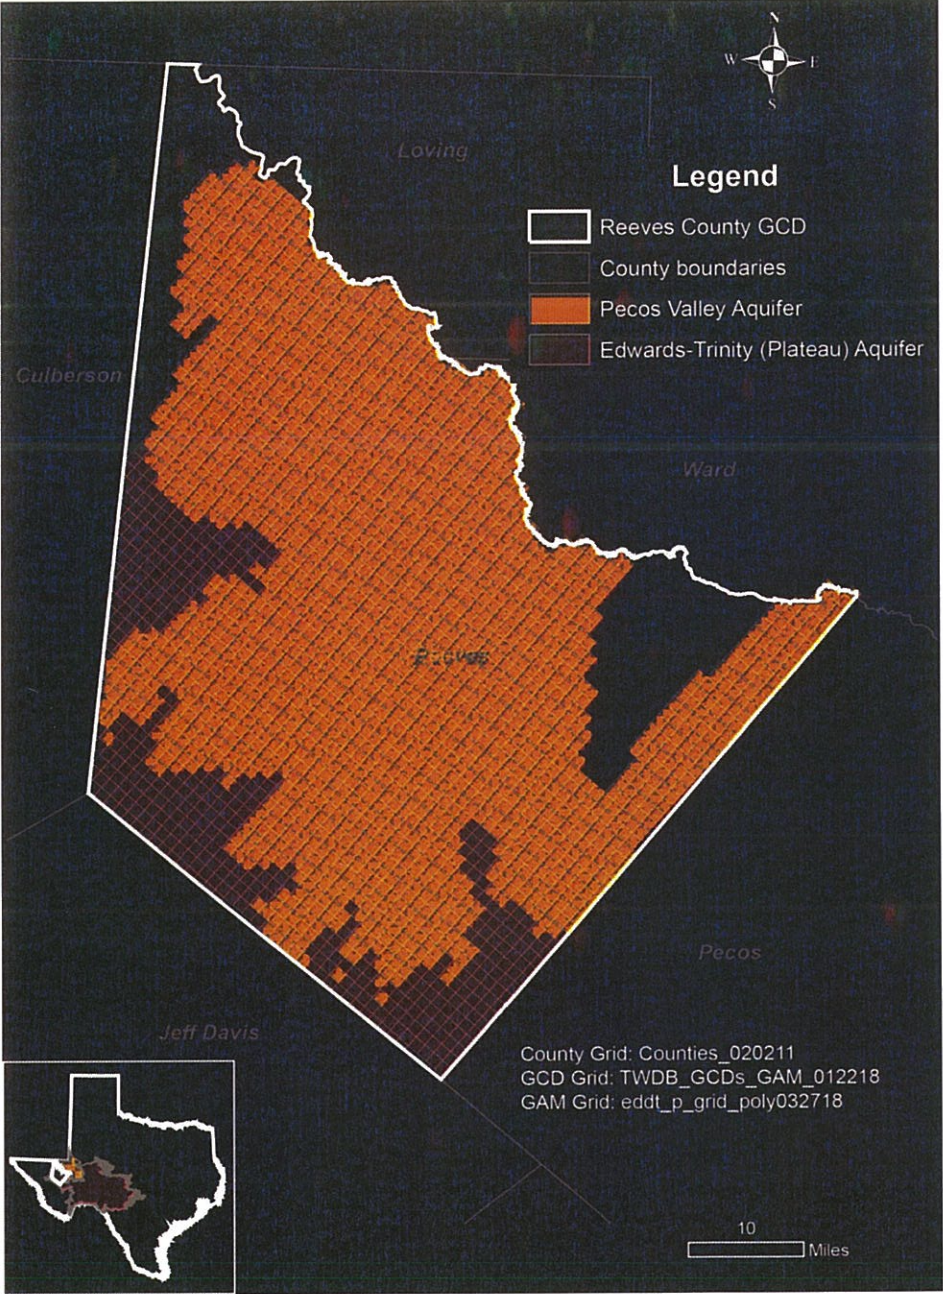 N
W E
S
Loving
Legend
Reeves County GCD
County boundaries
Pecos Valley Aquifer
Edwards-Trinity (Plateau) Aquifer
Culberson
Ward
Reeves
Pecos
Jeff Davis
County Grid: Counties_020211
GCD Grid: TWDB_GCDs_GAM_012218
GAM Grid: eddt_p_grid_poly032718
10
Miles